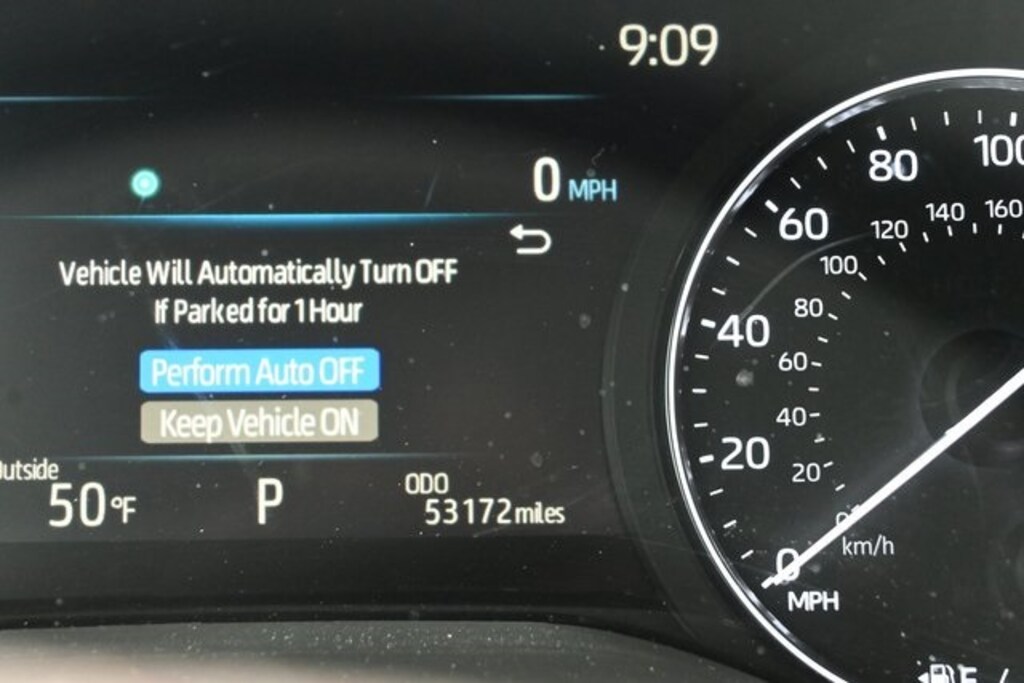 9:09
0 MPH
Vehicle Will Automatically Turn OFF
If Parked for 1 Hour
Perform Auto OFF
Keep Vehicle ON
Outside
50°F
P
ODO
53172 miles
100
80
60
40
20
0
MPH
160
140
120
100
80
60
40
20
0
km/h
F